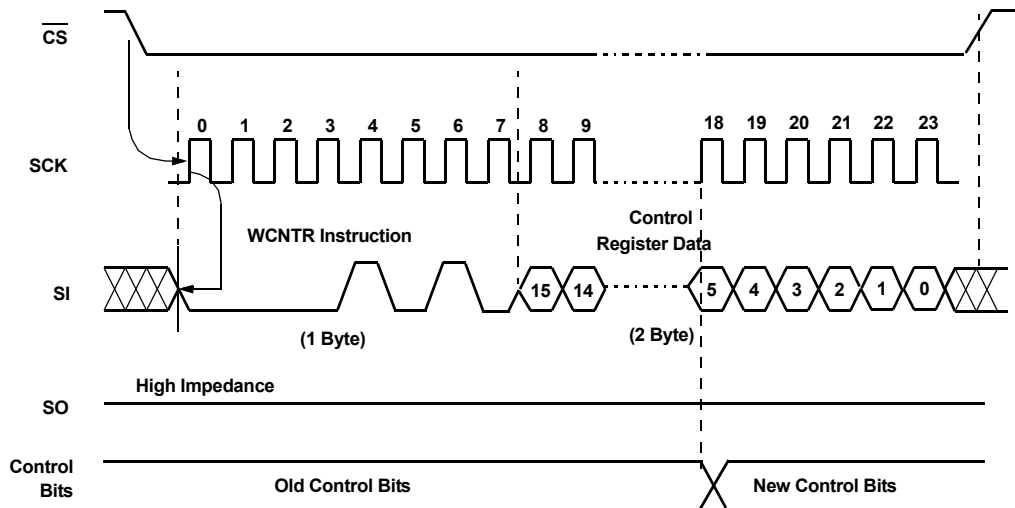 CS
0 1 2 3 4 5 6 7 8 9 18 19 20 21 22 23
SCK
WCNTR Instruction
Control
Register Data
SI
15 14 5 4 3 2 1 0
(1 Byte)
(2 Byte)
High Impedance
SO
Control
Bits
Old Control Bits
New Control Bits